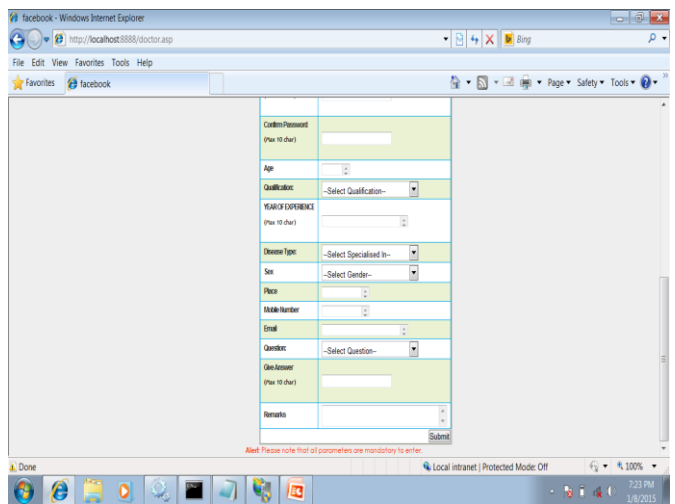 facebook - Windows Internet Explorer
http://localhost:8888/doctor.asp
Bing
File Edit View Favorites Tools Help
Favorites facebook Page Safety Tools
Confirm Password
(Max 10 char)
Age
Qualification: --Select Qualification--
YEAR OF EXPERIENCE
(Max 10 char)
Disease Type: --Select Specialised In--
Sex --Select Gender--
Place
Mobile Number
Email
Question: --Select Question--
Give Answer
(Max 10 char)
Remarks
Submit
Alert: Please note that all parameters are mandatory to enter.
Done Local intranet | Protected Mode: Off 100%
7:23 PM
1/8/2015